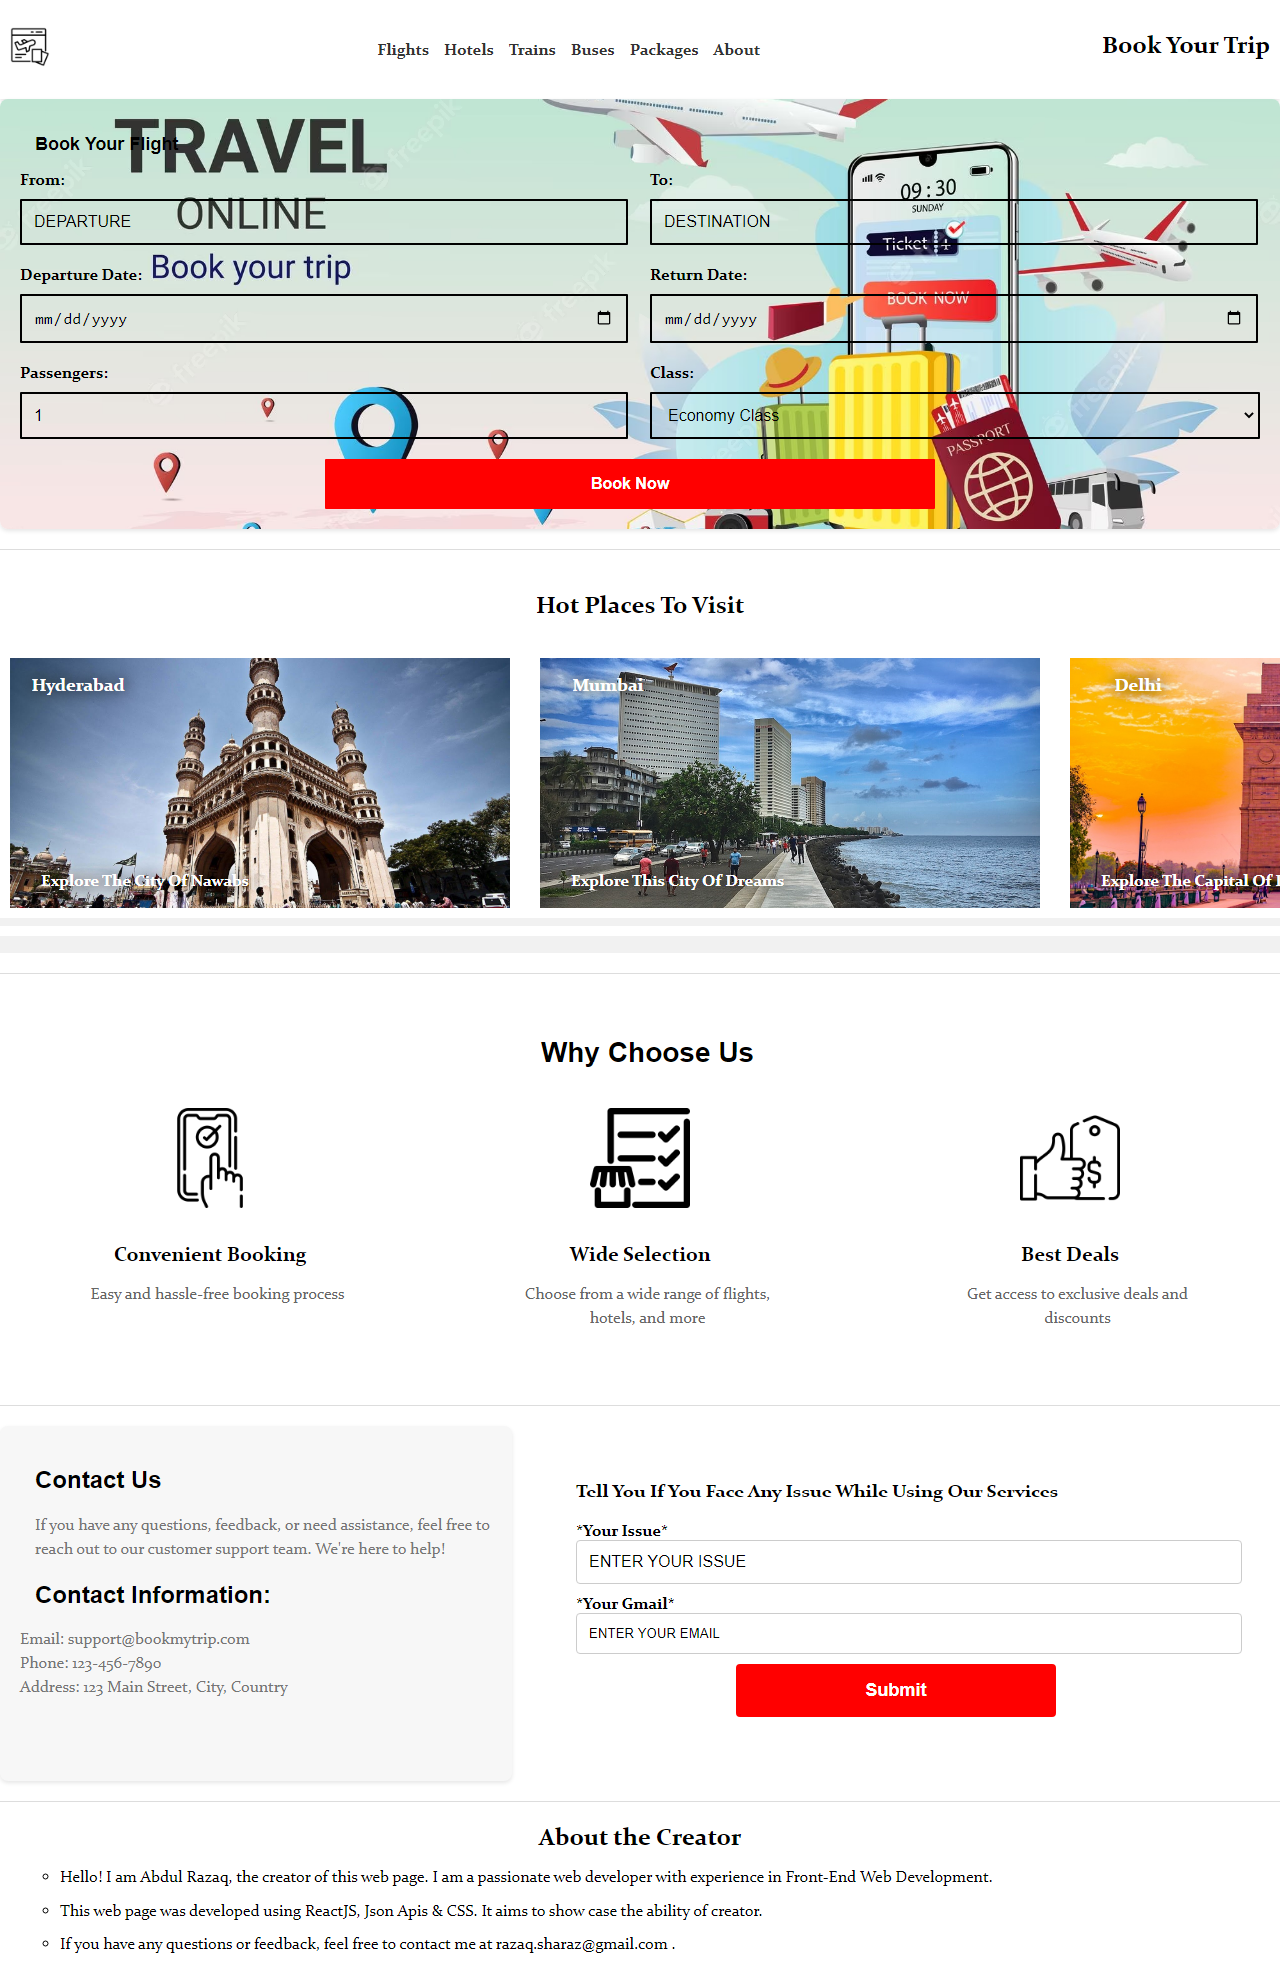 Flights Hotels Trains Buses Packages About
Book Your Trip
TRAVEL
ONLINE
Book your trip
Book Your Flight
From:
DEPARTURE
To:
DESTINATION
09:30
SUNDAY
Ticket 1
BOOK NOW
Departure Date:
mm/dd/yyyy
Return Date:
mm/dd/yyyy
Passengers:
1
Class:
Economy Class
PASSPORT
Book Now
freepik
Hot Places To Visit
Hyderabad
Explore The City Of Nawabs
Mumbai
Explore This City Of Dreams
Delhi
Explore The Capital Of
Why Choose Us
Convenient Booking
Easy and hassle-free booking process
Wide Selection
Choose from a wide range of flights,
hotels, and more
Best Deals
Get access to exclusive deals and
discounts
Contact Us
If you have any questions, feedback, or need assistance, feel free to
reach out to our customer support team. We're here to help!
Contact Information:
Email: support@bookmytrip.com
Phone: 123-456-7890
Address: 123 Main Street, City, Country
Tell You If You Face Any Issue While Using Our Services
*Your Issue*
ENTER YOUR ISSUE
*Your Gmail*
ENTER YOUR EMAIL
Submit
About the Creator
Hello! I am Abdul Razaq, the creator of this web page. I am a passionate web developer with experience in Front-End Web Development.
This web page was developed using ReactJS, Json Apis & CSS. It aims to show case the ability of creator.
If you have any questions or feedback, feel free to contact me at razaq.sharaz@gmail.com .